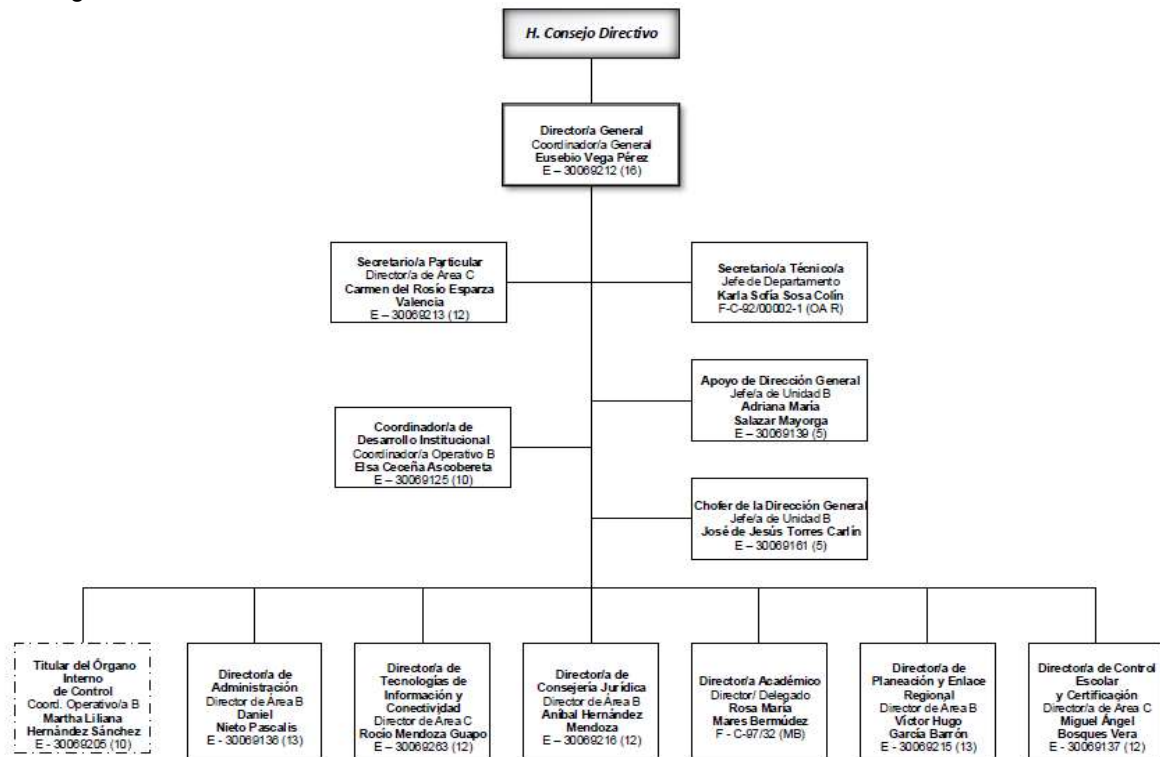 H. Consejo Directivo
Director/a General
Coordinador/a General
Eusebio Vega Pérez
E – 30069212 (16)
Secretario/a Particular
Director/a de Área C
Carmen del Rosío Esparza
Valencia
E – 30069213 (12)
Secretario/a Técnico/a
Jefe de Departamento
Karla Sofía Sosa Colín
F-C-92/00002-1 (OA R)
Apoyo de Dirección General
Jefe/a de Unidad B
Adriana María
Salazar Mayorga
E – 30069139 (5)
Coordinador/a de
Desarrollo Institucional
Coordinador/a Operativo B
Elsa Ceceña Ascobereta
E – 30069125 (10)
Chofer de la Dirección General
Jefe/a de Unidad B
José de Jesús Torres Carlín
E – 30069161 (5)
Titular del Órgano
Interno
de Control
Coord. Operativo/a B
Martha Liliana
Hernández Sánchez
E - 30069205 (10)
Director/a de
Administración
Director de Área B
Daniel
Nieto Pascalis
E - 30069136 (13)
Director/a de
Tecnologías de
Información y
Conectividad
Director de Área C
Rocío Mendoza Guapo
E – 30069263 (12)
Director/a de
Consejería Jurídica
Director de Área B
Aníbal Hernández
Mendoza
E – 30069216 (12)
Director/a Académico
Director/ Delegado
Rosa María
Mares Bermúdez
F - C-97/32 (MB)
Director/a de
Planeación y Enlace
Regional
Director de Área B
Víctor Hugo
García Barrón
E - 30069215 (13)
Director/a de Control
Escolar
y Certificación
Director/a de Área C
Miguel Ángel
Bosques Vera
E - 30069137 (12)